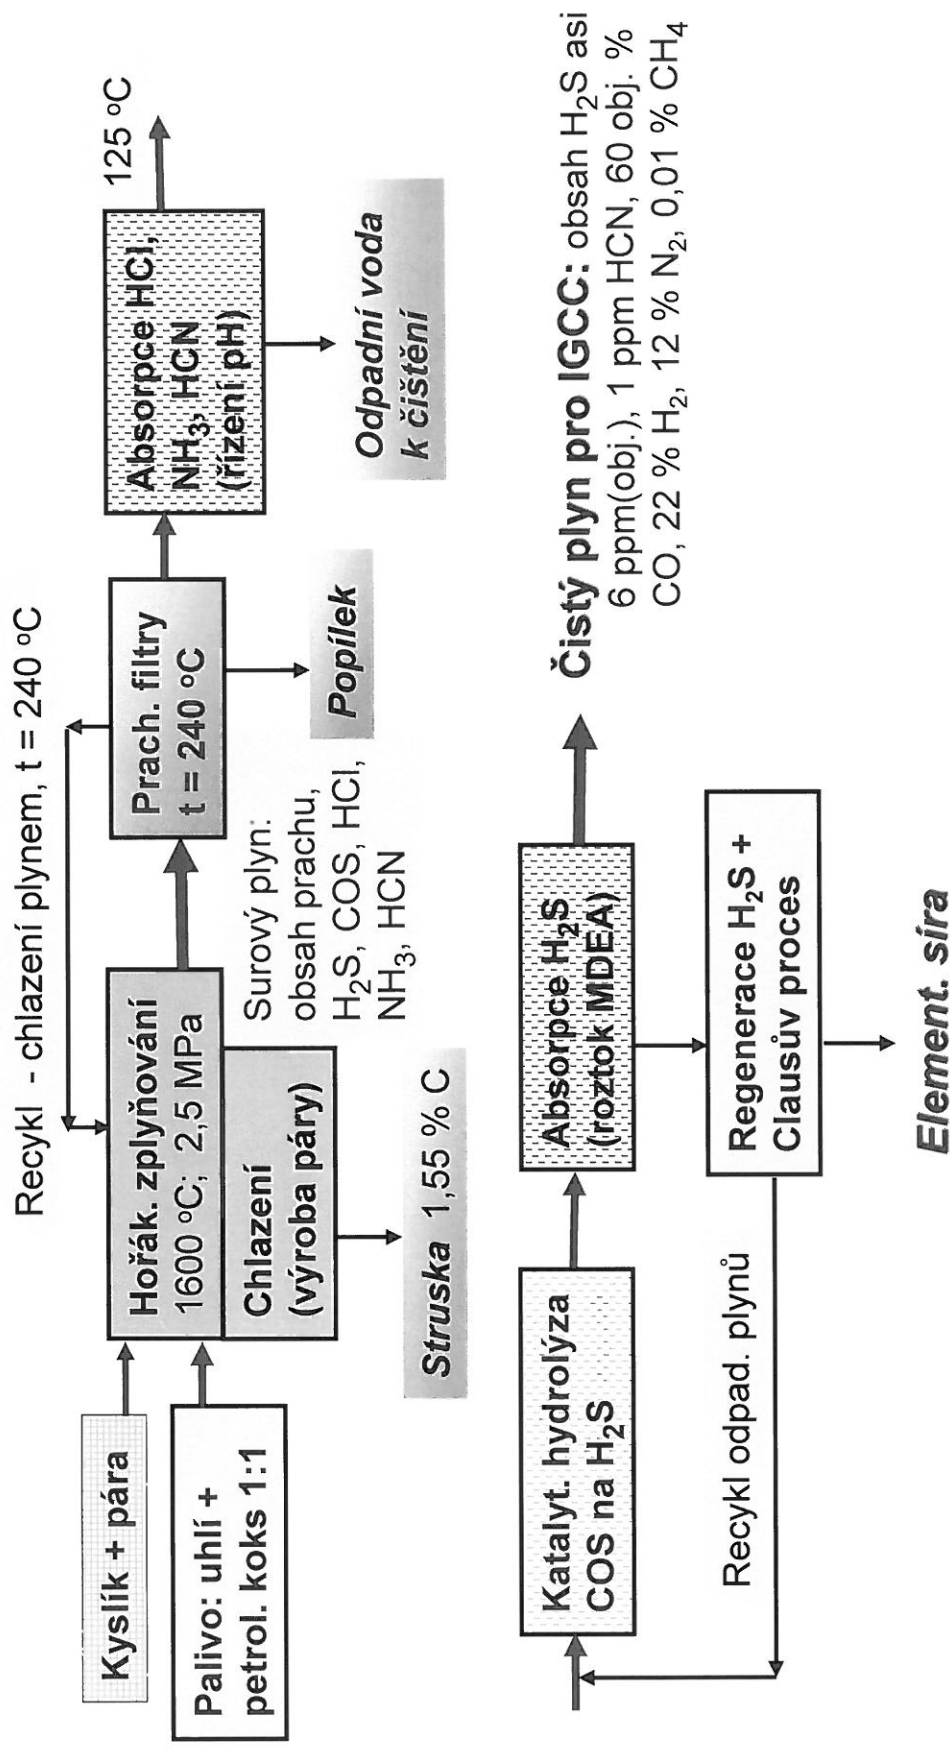 Recykl - chlazení plynem, t = 240 °C
Kyslík + pára
Palivo: uhlí +
petrol. koks 1:1
Hořák. zplyňování
1600 °C; 2,5 MPa
Chlazení
(výroba páry)
Struska 1,55 % C
Surový plyn:
obsah prachu,
H₂S, COS, HCl,
NH₃, HCN
Prach. filtry
t = 240 °C
Popílek
Absorpce HCl,
NH₃, HCN
(řízení pH)
125 °C
Odpadní voda
k čištění
Katalyt. hydrolýza
COS na H₂S
Absorpce H₂S
(roztok MDEA)
Regenerace H₂S +
Clausův proces
Recykl odpad. plynů
Element. síra
Čistý plyn pro IGCC: obsah H₂S asi
6 ppm(obj.), 1 ppm HCN, 60 obj. %
CO, 22 % H₂, 12 % N₂, 0,01 % CH₄